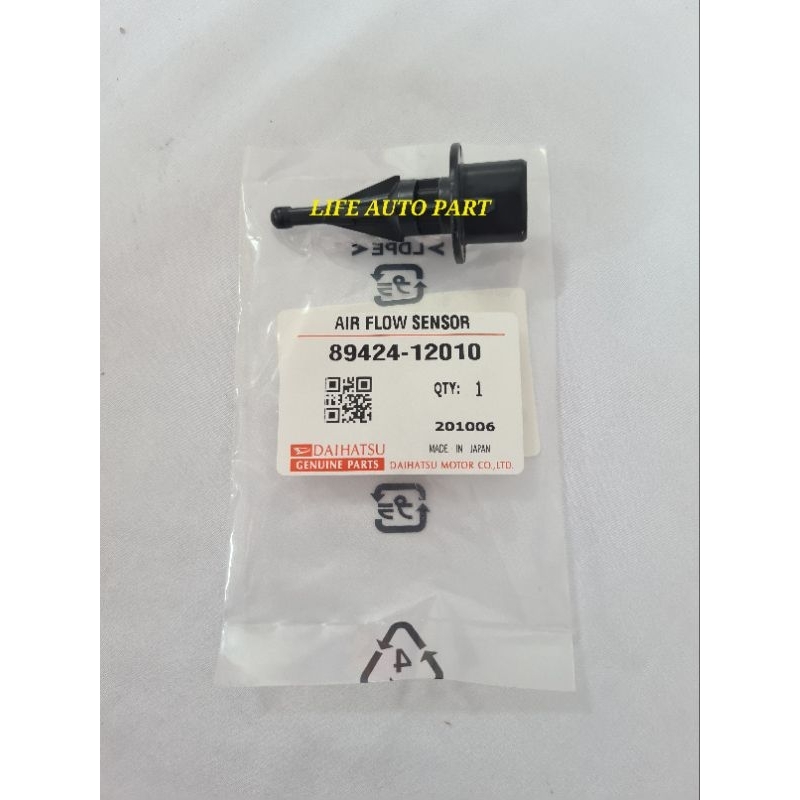 LIFE AUTO PART
>LDPE<
AIR FLOW SENSOR
89424-12010
QTY: 1
201006
DAIHATSU
GENUINE PARTS
MADE IN JAPAN
DAIHATSU MOTOR CO.,LTD.
4